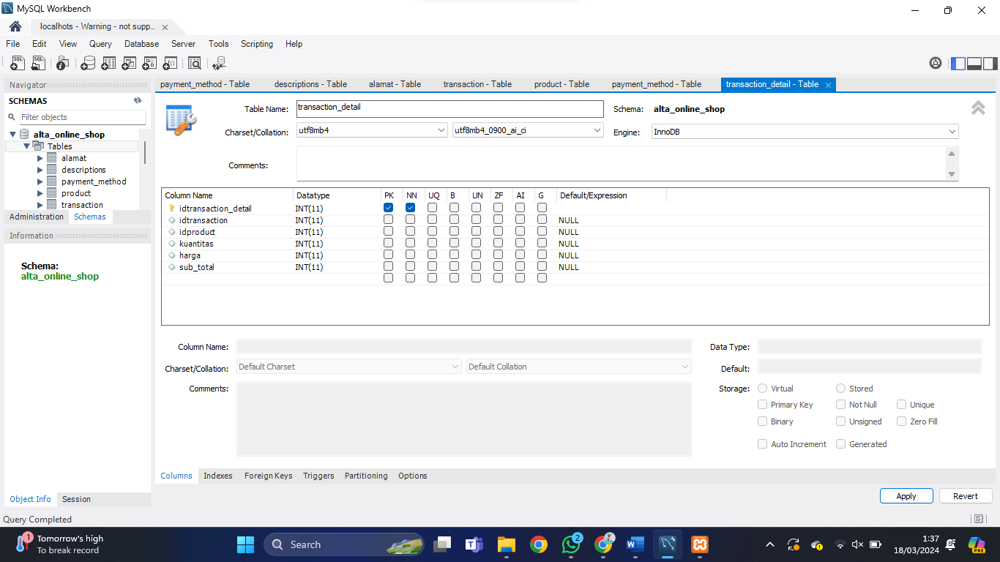 MySQL Workbench
localhots - Warning - not supp...
File Edit View Query Database Server Tools Scripting Help
Navigator
SCHEMAS
Filter objects
alta_online_shop
Tables
alamat
descriptions
payment_method
product
transaction
Administration Schemas
Information
Schema:
alta_online_shop
Object Info Session
payment_method - Table descriptions - Table alamat - Table transaction - Table product - Table payment_method - Table transaction_detail - Table
Table Name: transaction_detail Schema: alta_online_shop
Charset/Collation: utf8mb4 utf8mb4_0900_ai_ci Engine: InnoDB
Comments:
Column Name Datatype PK NN UQ B UN ZF AI G Default/Expression
idtransaction_detail INT(11)
idtransaction INT(11) NULL
idproduct INT(11) NULL
kuantitas INT(11) NULL
harga INT(11) NULL
sub_total INT(11) NULL
Column Name: Data Type:
Charset/Collation: Default Charset Default Collation Default:
Comments: Storage: Virtual Stored
Primary Key Not Null Unique
Binary Unsigned Zero Fill
Auto Increment Generated
Columns Indexes Foreign Keys Triggers Partitioning Options
Apply Revert
Query Completed
1 Tomorrow's high
To break record
Search
2
1:37
18/03/2024
PRE